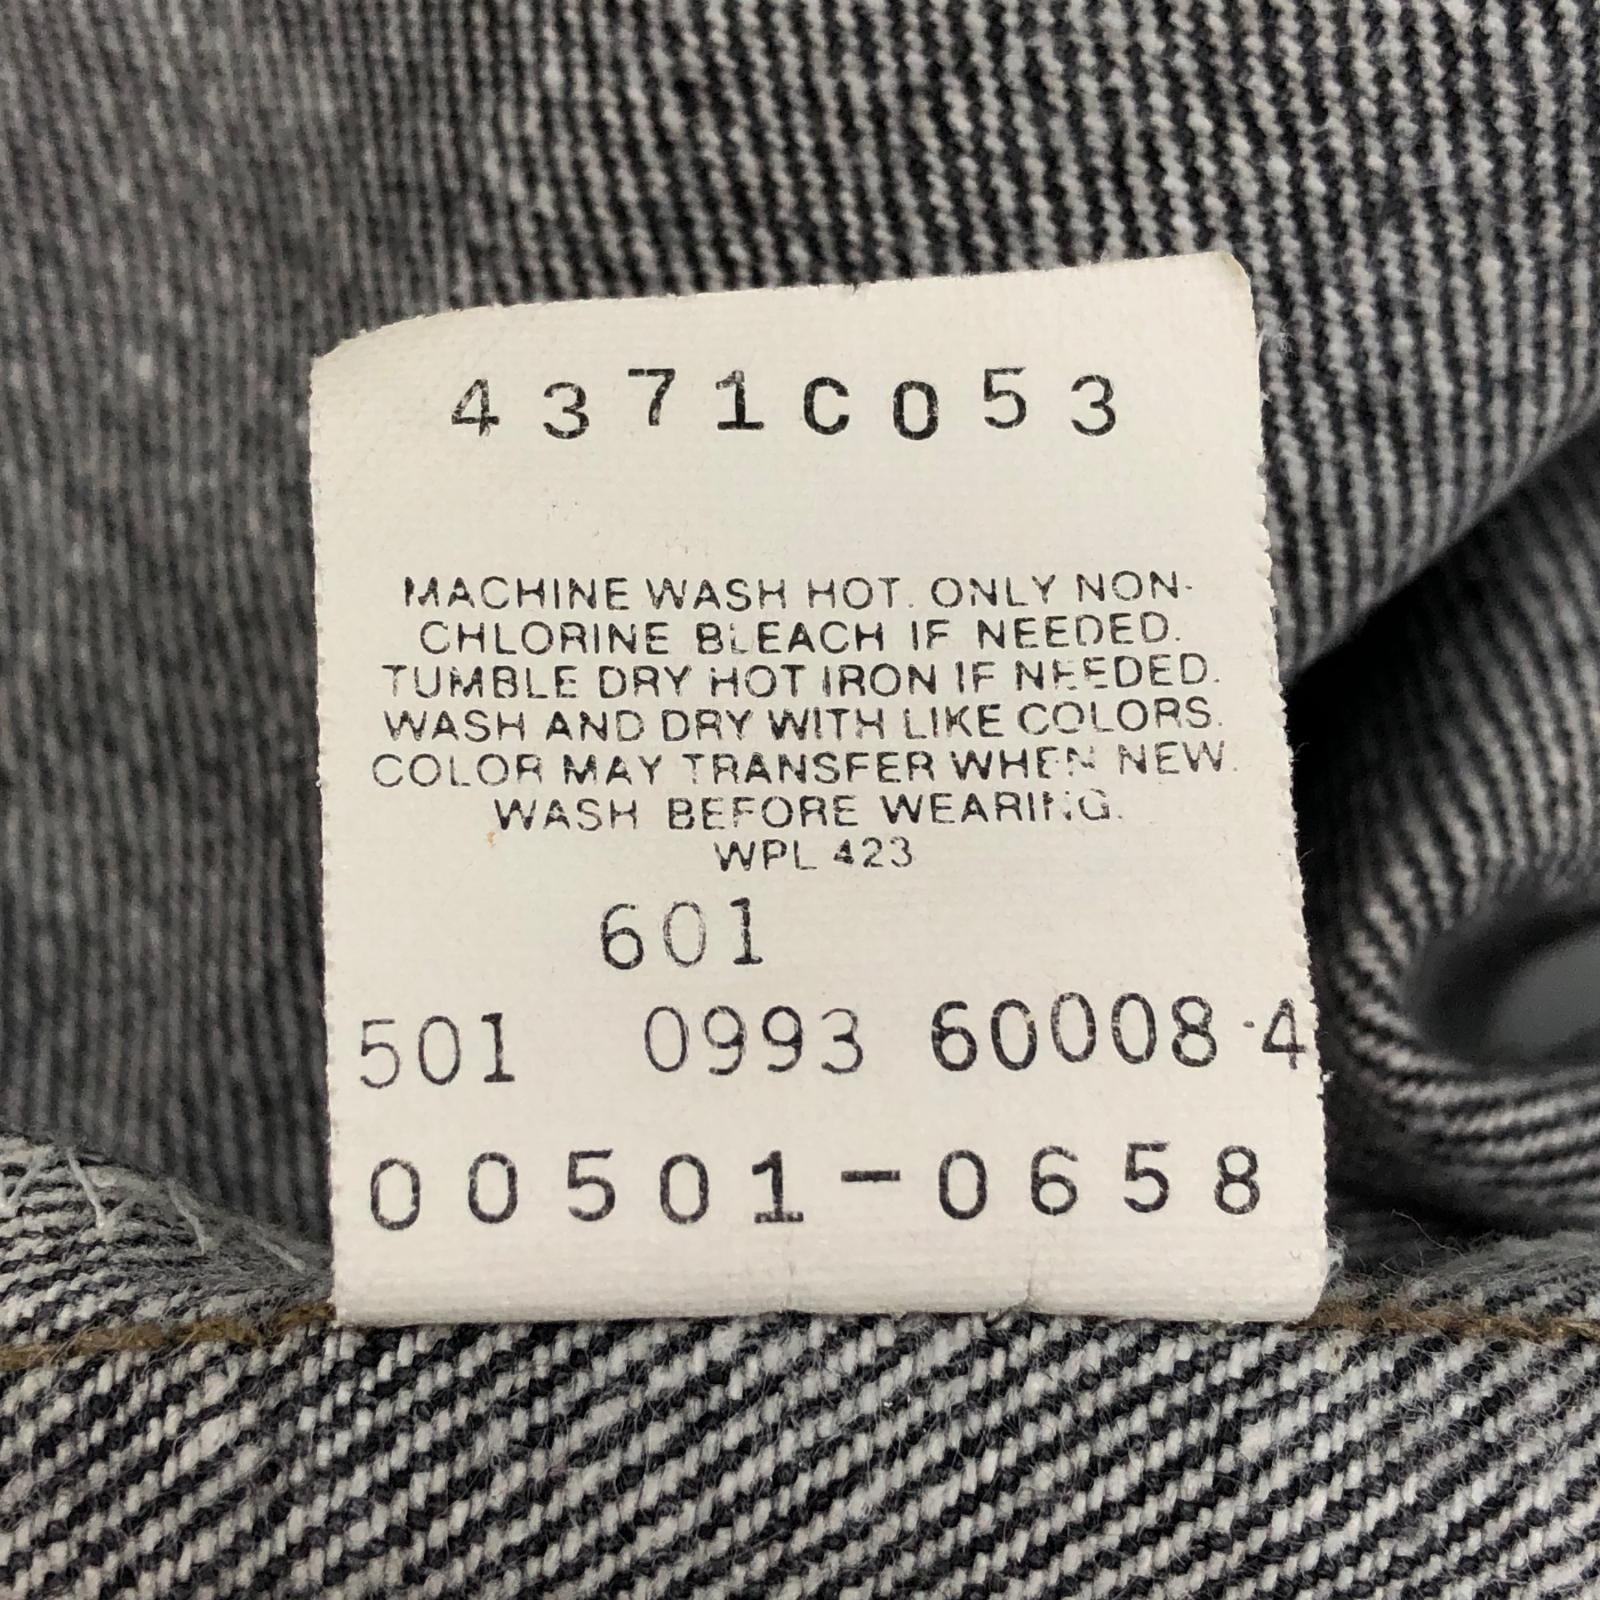 4371C053
MACHINE WASH HOT. ONLY NON-
CHLORINE BLEACH IF NEEDED.
TUMBLE DRY HOT IRON IF NEEDED.
WASH AND DRY WITH LIKE COLORS.
COLOR MAY TRANSFER WHEN NEW.
WASH BEFORE WEARING.
WPL 423
601
501 0993 60008-4
00501-0658